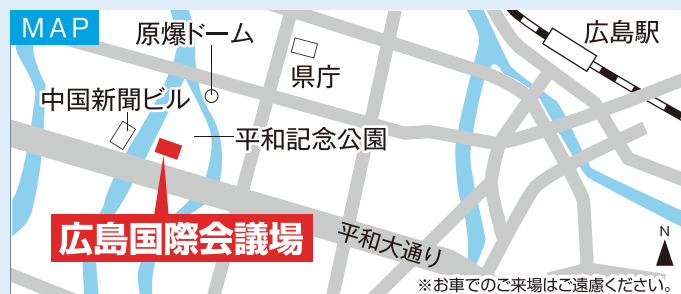 MAP
原爆ドーム
広島駅
県庁
中国新聞ビル
平和記念公園
広島国際会議場
平和大通り
N
※お車でのご来場はご遠慮ください。